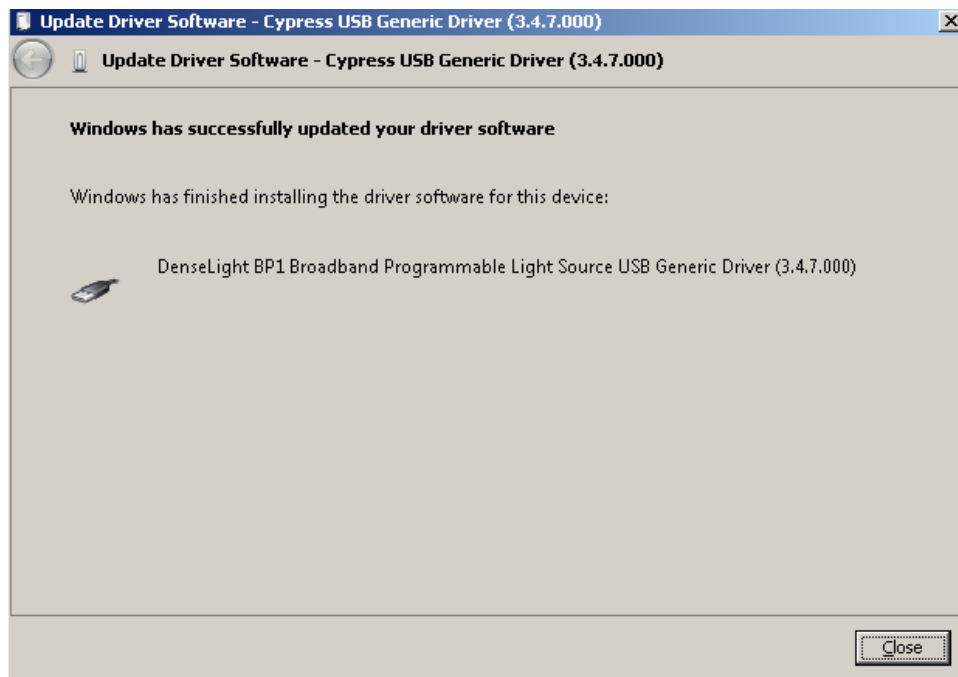 Update Driver Software - Cypress USB Generic Driver (3.4.7.000)
Update Driver Software - Cypress USB Generic Driver (3.4.7.000)
Windows has successfully updated your driver software
Windows has finished installing the driver software for this device:
DenseLight BP1 Broadband Programmable Light Source USB Generic Driver (3.4.7.000)
Close